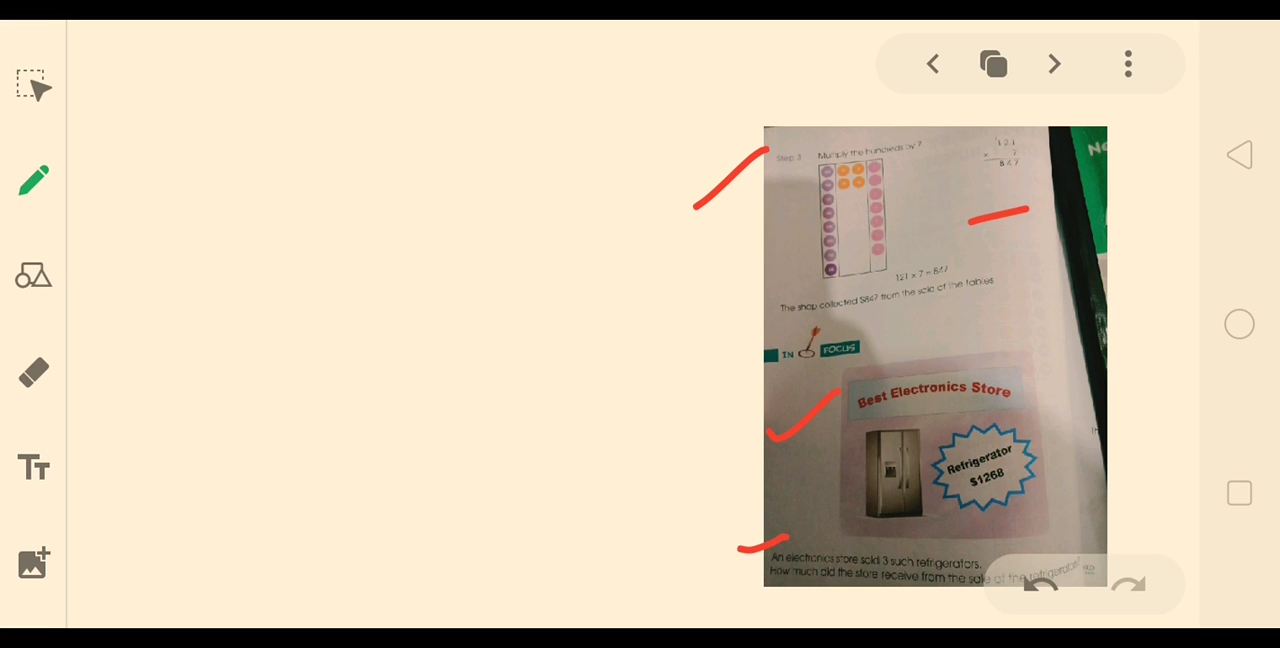 Step 3 Multiply the hundreds by 7
121
× 7
847
121 × 7 = 847
The shop collected $847 from the sale of the tables
IN FOCUS
Best Electronics Store
Refrigerator
$1268
An electronics store sold 3 such refrigerators.
How much did the store receive from the sale of the refrigerator